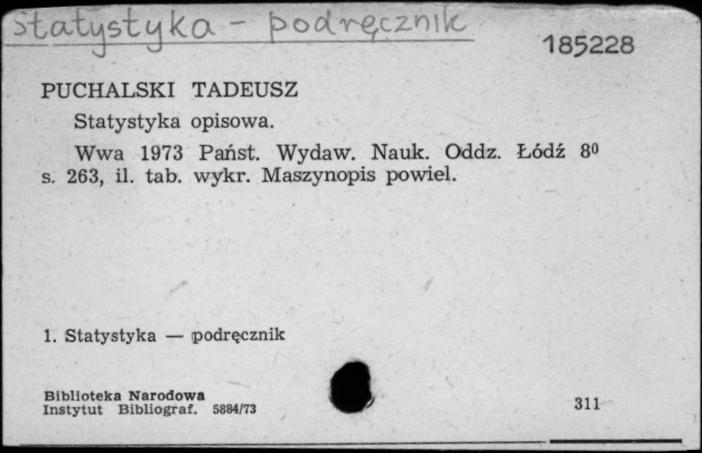 Statystyka - podręcznik
185228
PUCHALSKI TADEUSZ
Statystyka opisowa.
Wwa 1973 Państ. Wydaw. Nauk. Oddz. Łódź 8⁰
s. 263, il. tab. wykr. Maszynopis powiel.
1. Statystyka — podręcznik
Biblioteka Narodowa
Instytut Bibliograf. 5884/73
311